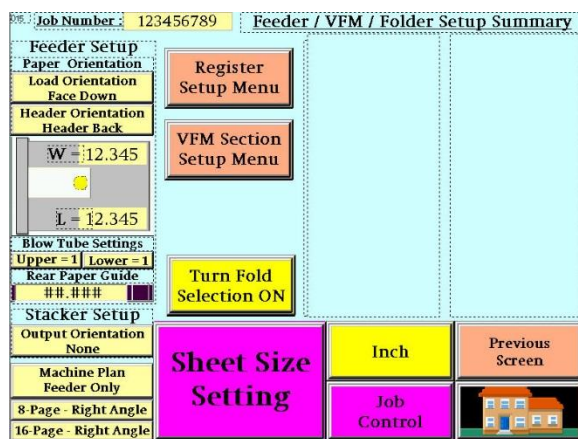 Job Number : 123456789
Feeder / VFM / Folder Setup Summary
Feeder Setup
Paper Orientation
Load Orientation
Face Down
Header Orientation
Header Back
W = 12.345
L = 12.345
Blow Tube Settings
Upper = 1 Lower = 1
Rear Paper Guide
##.###
Stacker Setup
Output Orientation
None
Machine Plan
Feeder Only
8-Page - Right Angle
16-Page - Right Angle
Register
Setup Menu
VFM Section
Setup Menu
Turn Fold
Selection ON
Sheet Size
Setting
Inch
Job
Control
Previous
Screen